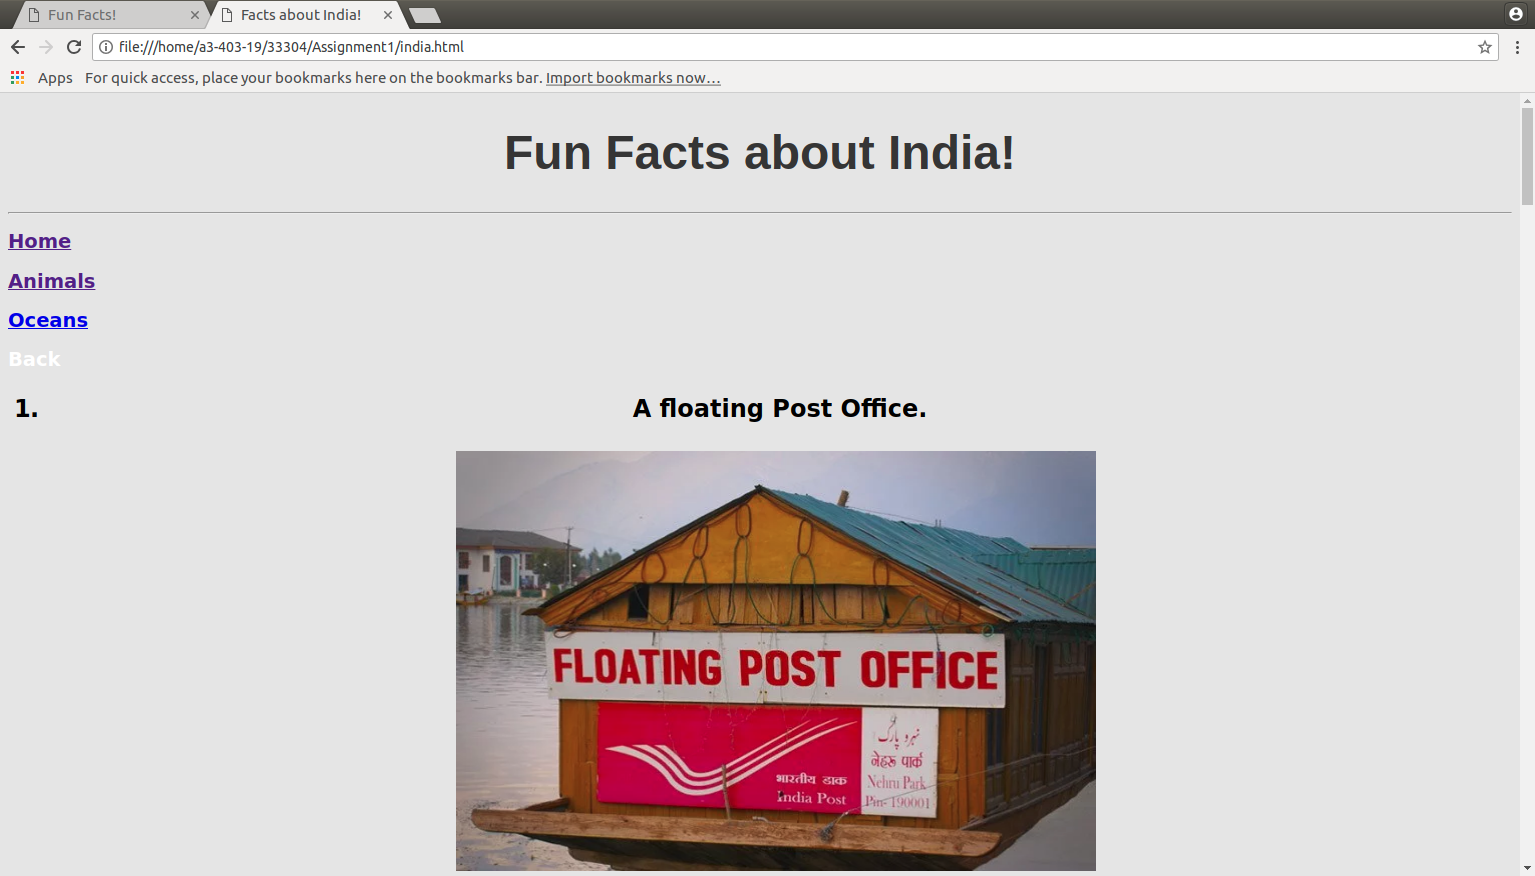 Fun Facts!
Facts about India!
file:///home/a3-403-19/33304/Assignment1/india.html
Apps For quick access, place your bookmarks here on the bookmarks bar. Import bookmarks now...
Fun Facts about India!
Home
Animals
Oceans
Back
1. A floating Post Office.
FLOATING POST OFFICE
نہرو پارک
नेहरू पार्क
Nehru Park
Pin- 190001
भारतीय डाक
India Post